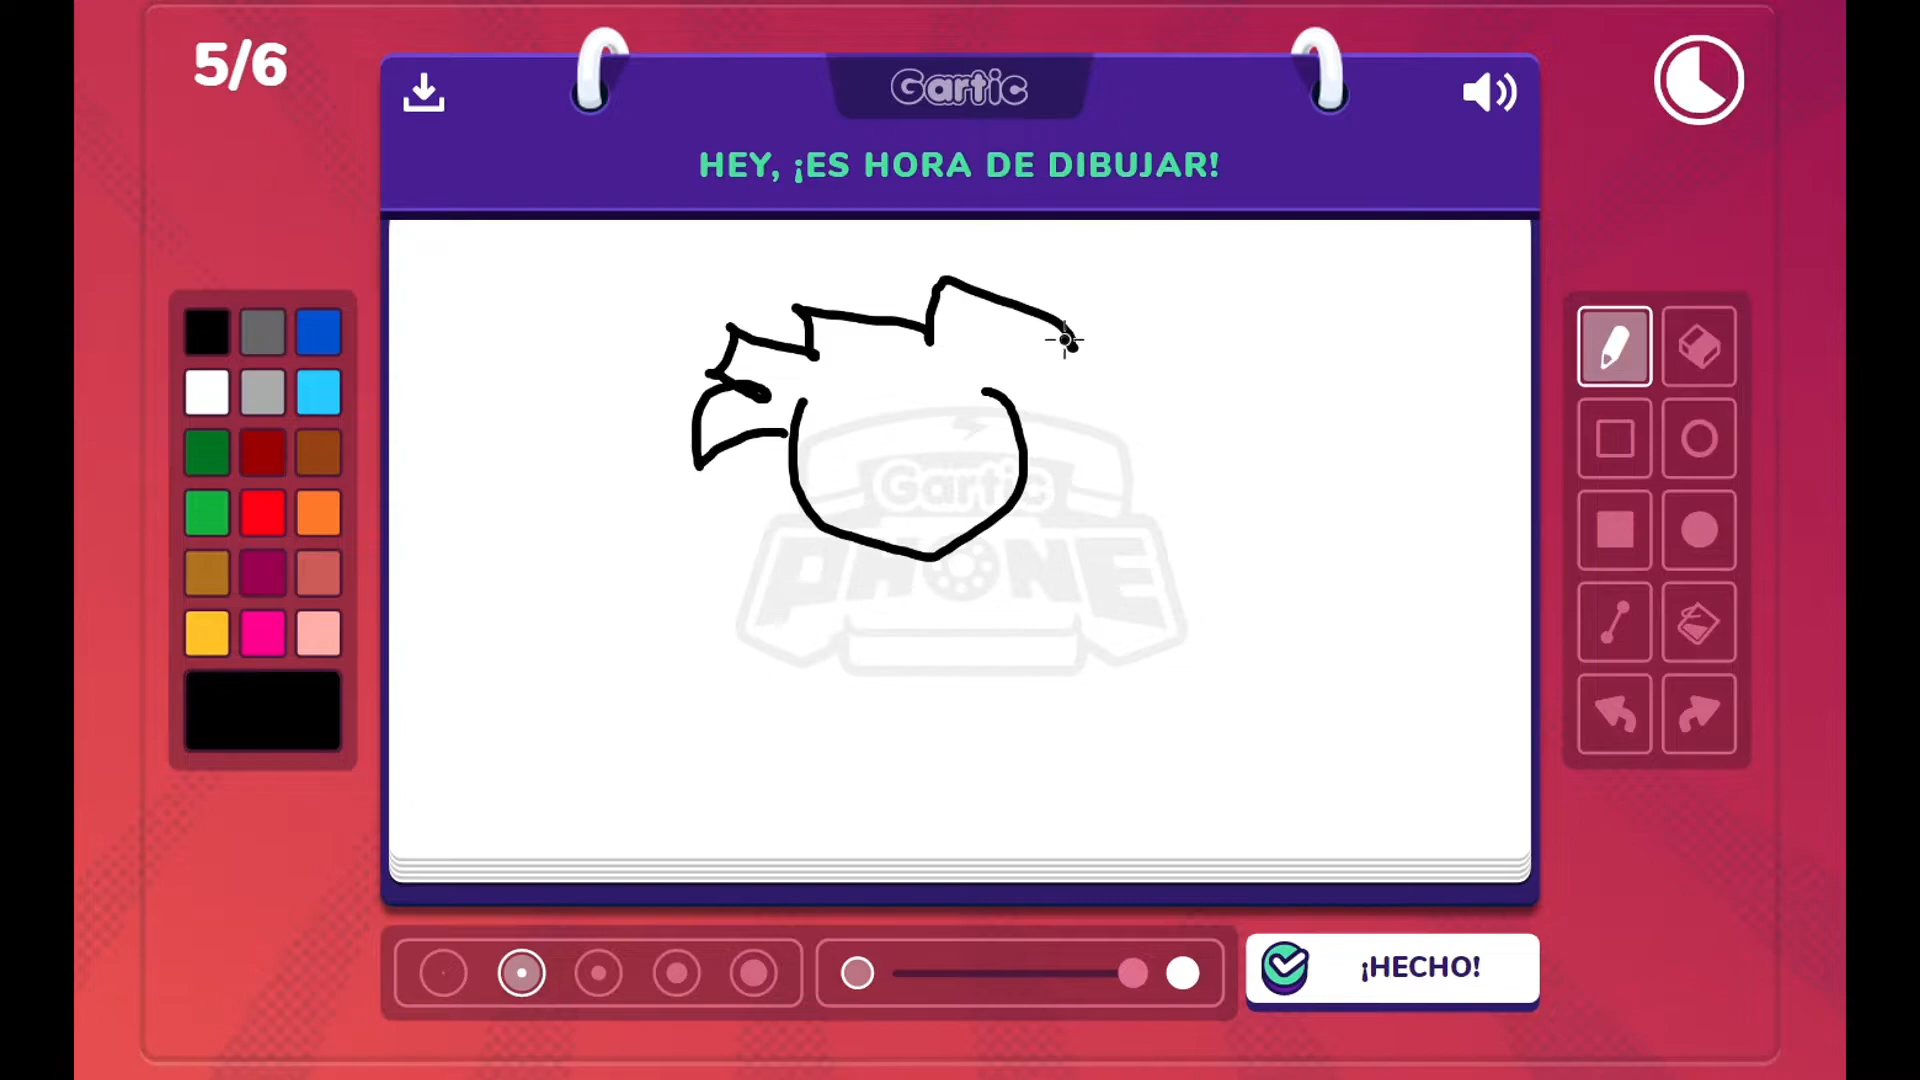 5/6
Gartic
HEY, ¡ES HORA DE DIBUJAR!
Gartic
PHONE
¡HECHO!